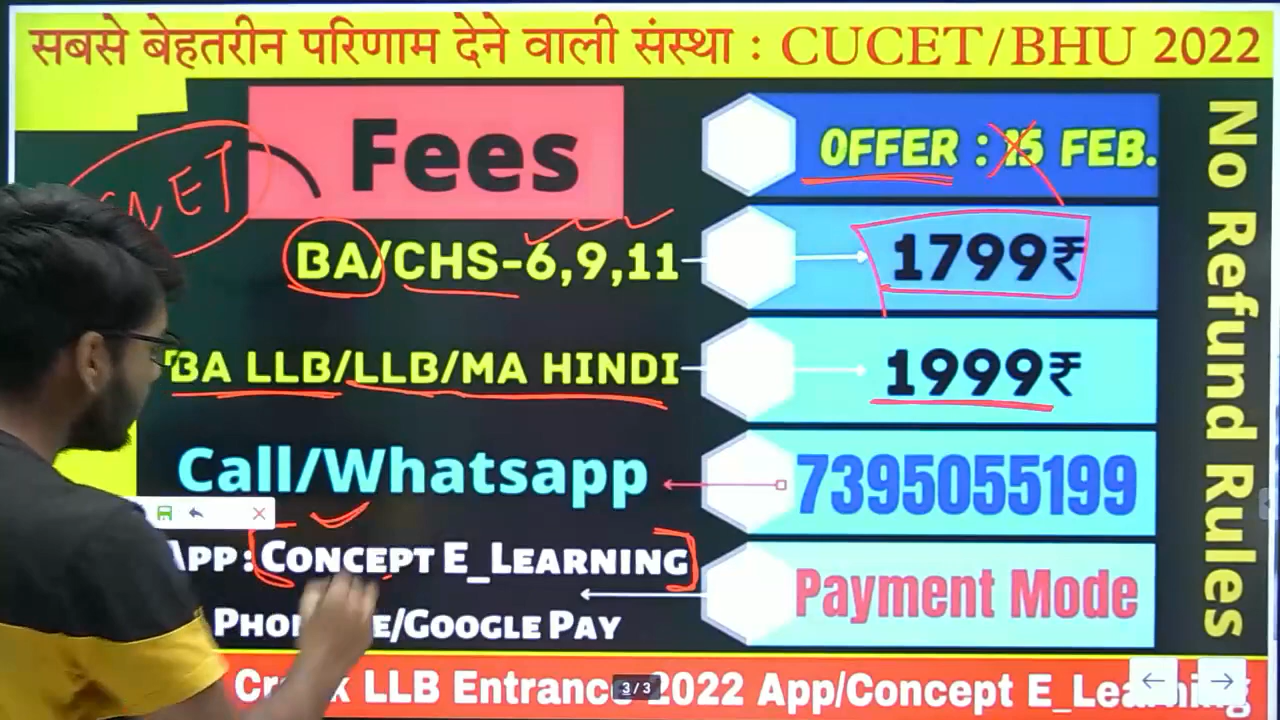 सबसे बेहतरीन परिणाम देने वाली संस्था : CUCET/BHU 2022
Fees
OFFER : 15 FEB.
BA/CHS-6,9,11
1799₹
BA LLB/LLB/MA HINDI
1999₹
Call/Whatsapp
7395055199
APP : CONCEPT E_LEARNING
Payment Mode
/GOOGLE PAY
LLB Entrance 2022 App/Concept E_Learning
3/3
No Refund Rules